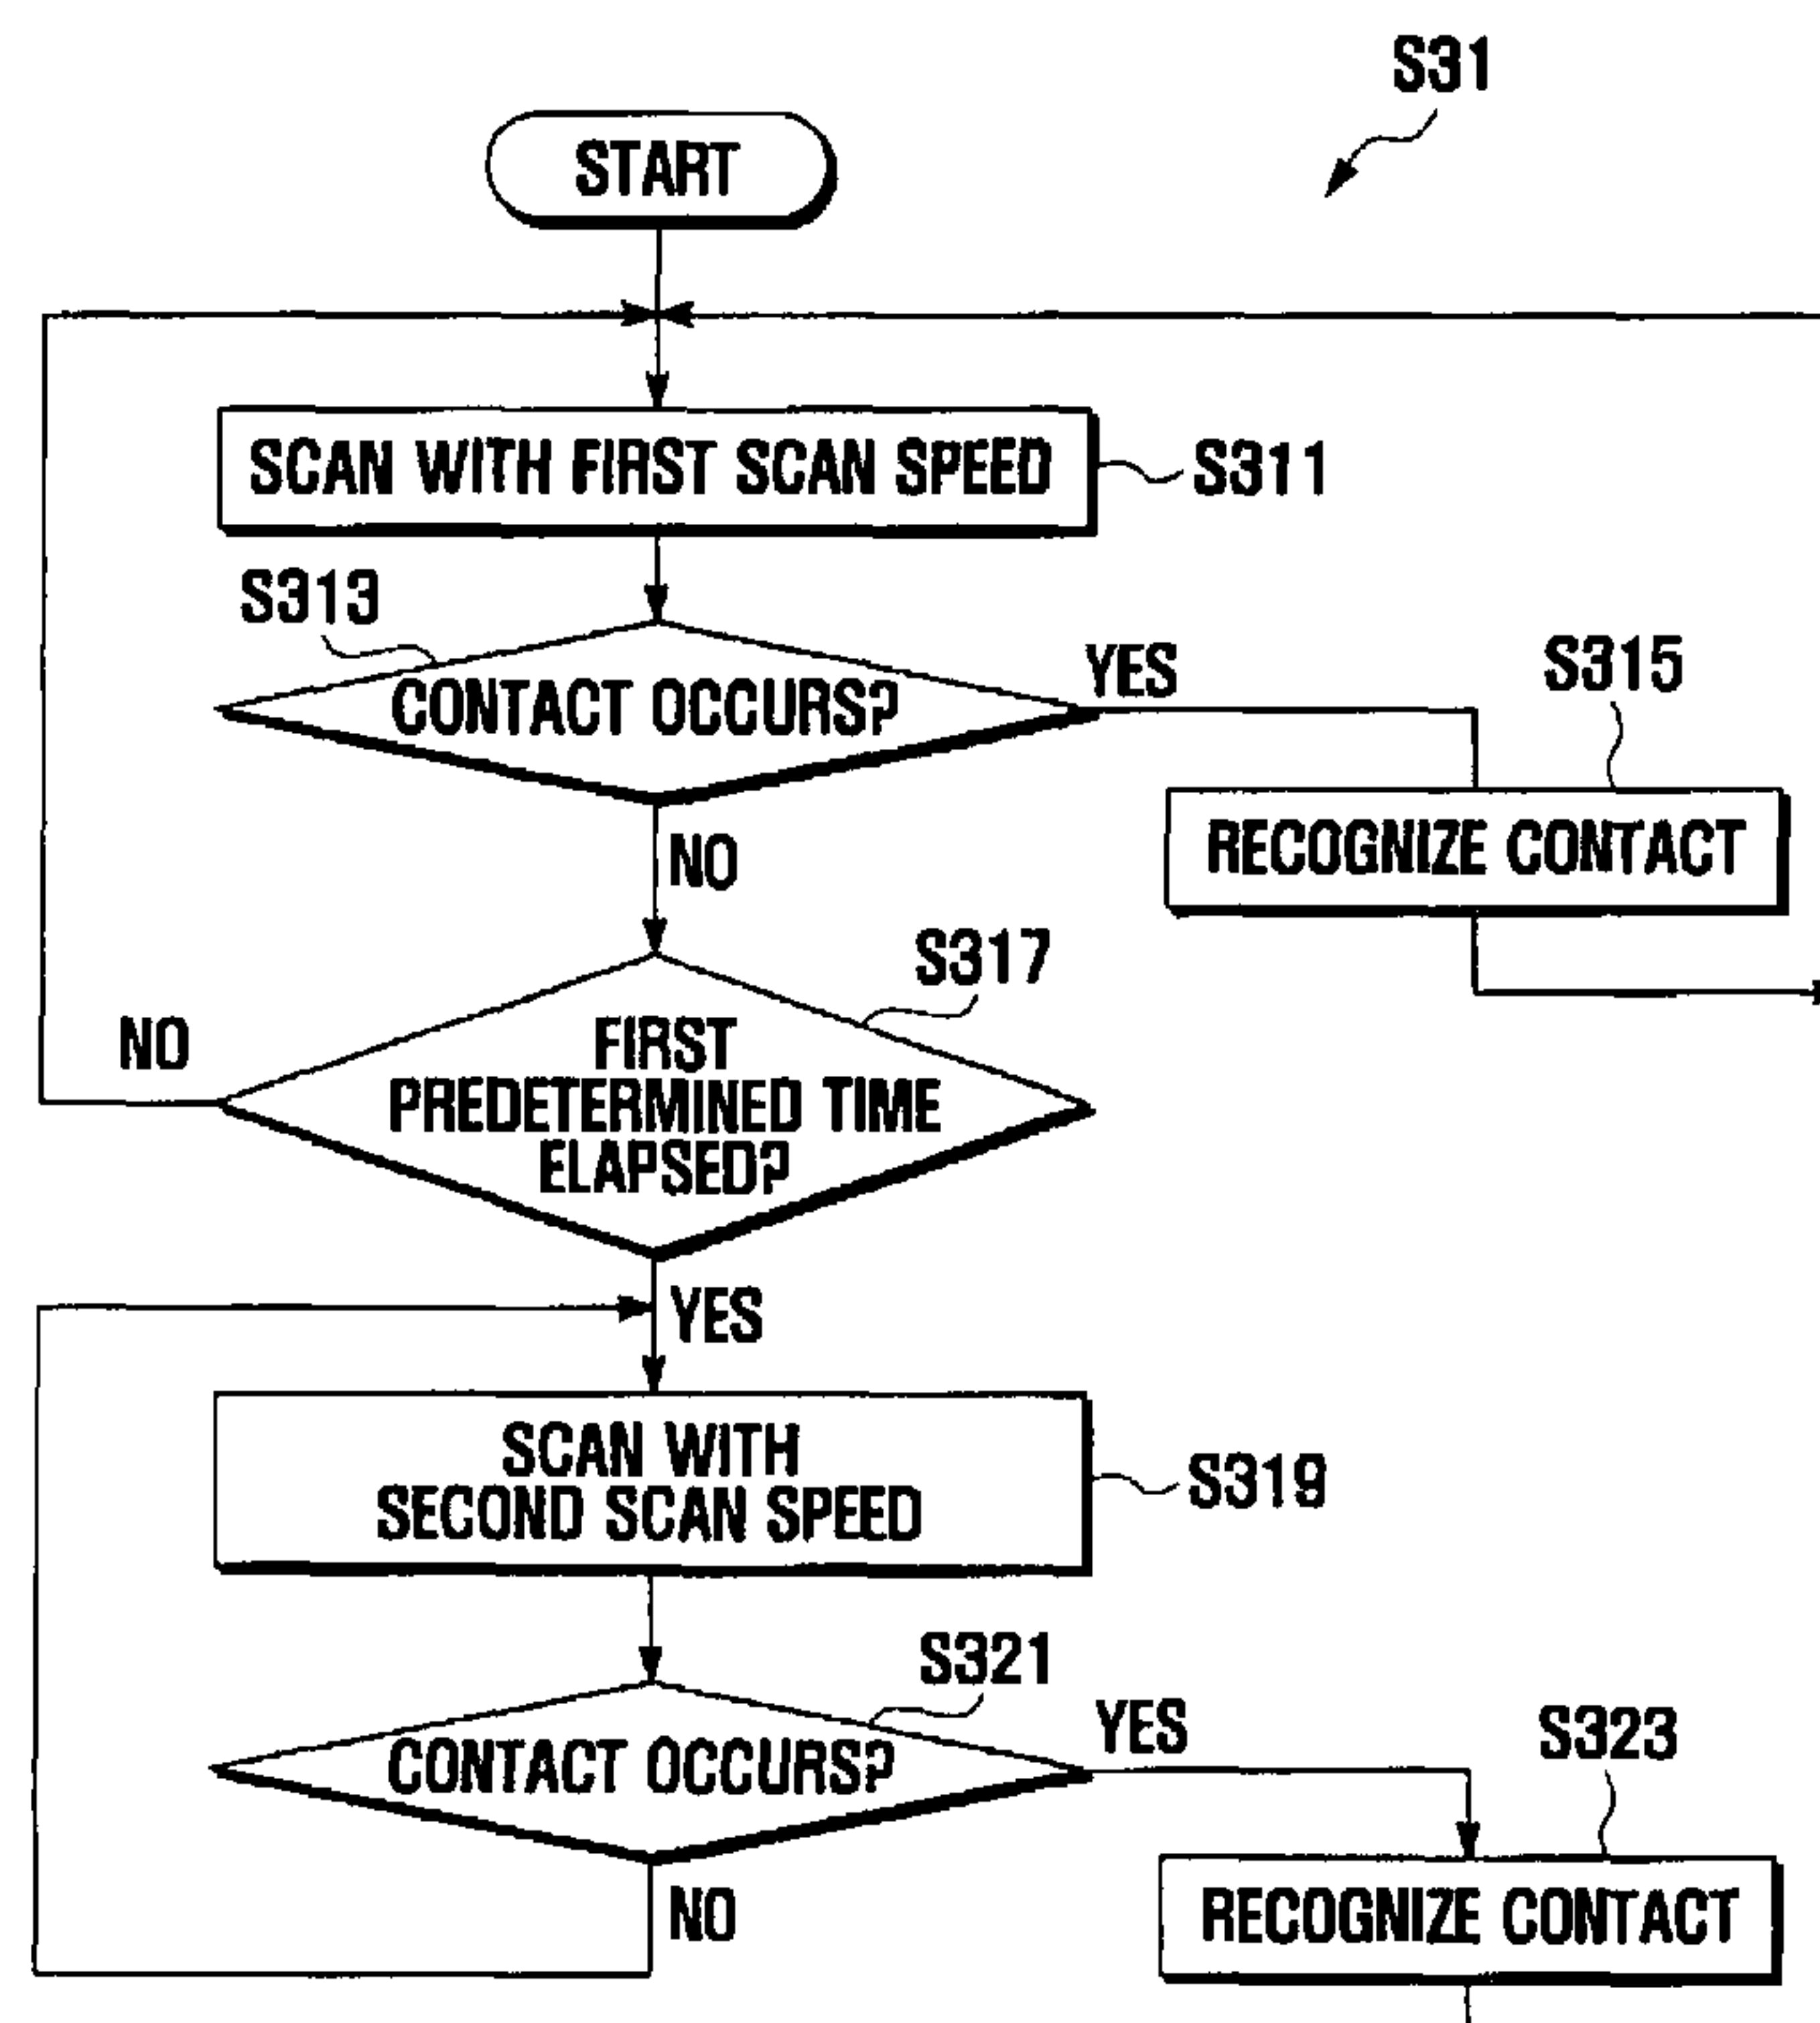 S31
START
SCAN WITH FIRST SCAN SPEED
S311
S313
CONTACT OCCURS?
YES
S315
RECOGNIZE CONTACT
NO
S317
FIRST
PREDETERMINED TIME
ELAPSED?
NO
YES
SCAN WITH
SECOND SCAN SPEED
S319
S321
CONTACT OCCURS?
YES
S323
RECOGNIZE CONTACT
NO